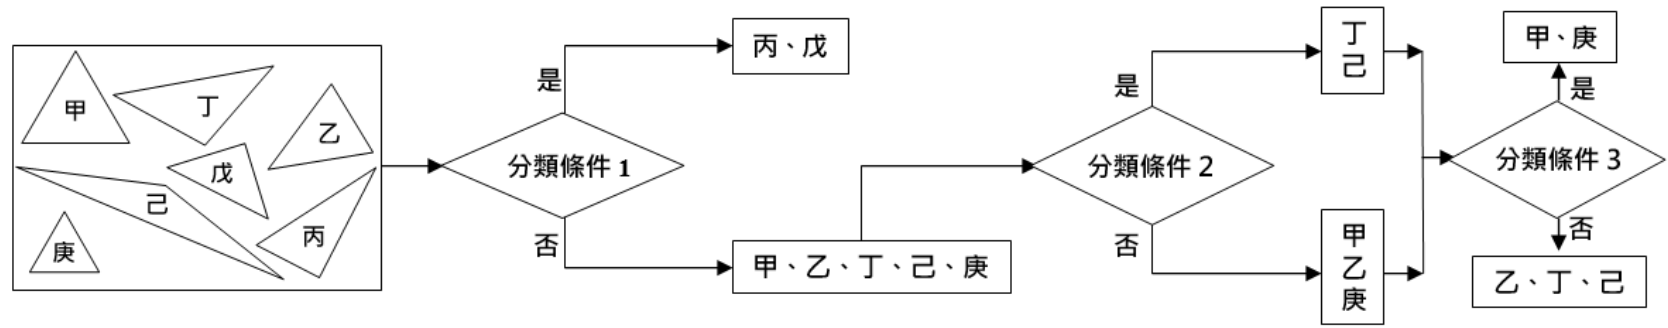 甲
丁
乙
戊
己
丙
庚
分類條件 1
是
丙、戊
否
甲、乙、丁、己、庚
分類條件 2
是
丁
己
否
甲
乙
庚
分類條件 3
是
甲、庚
否
乙、丁、己